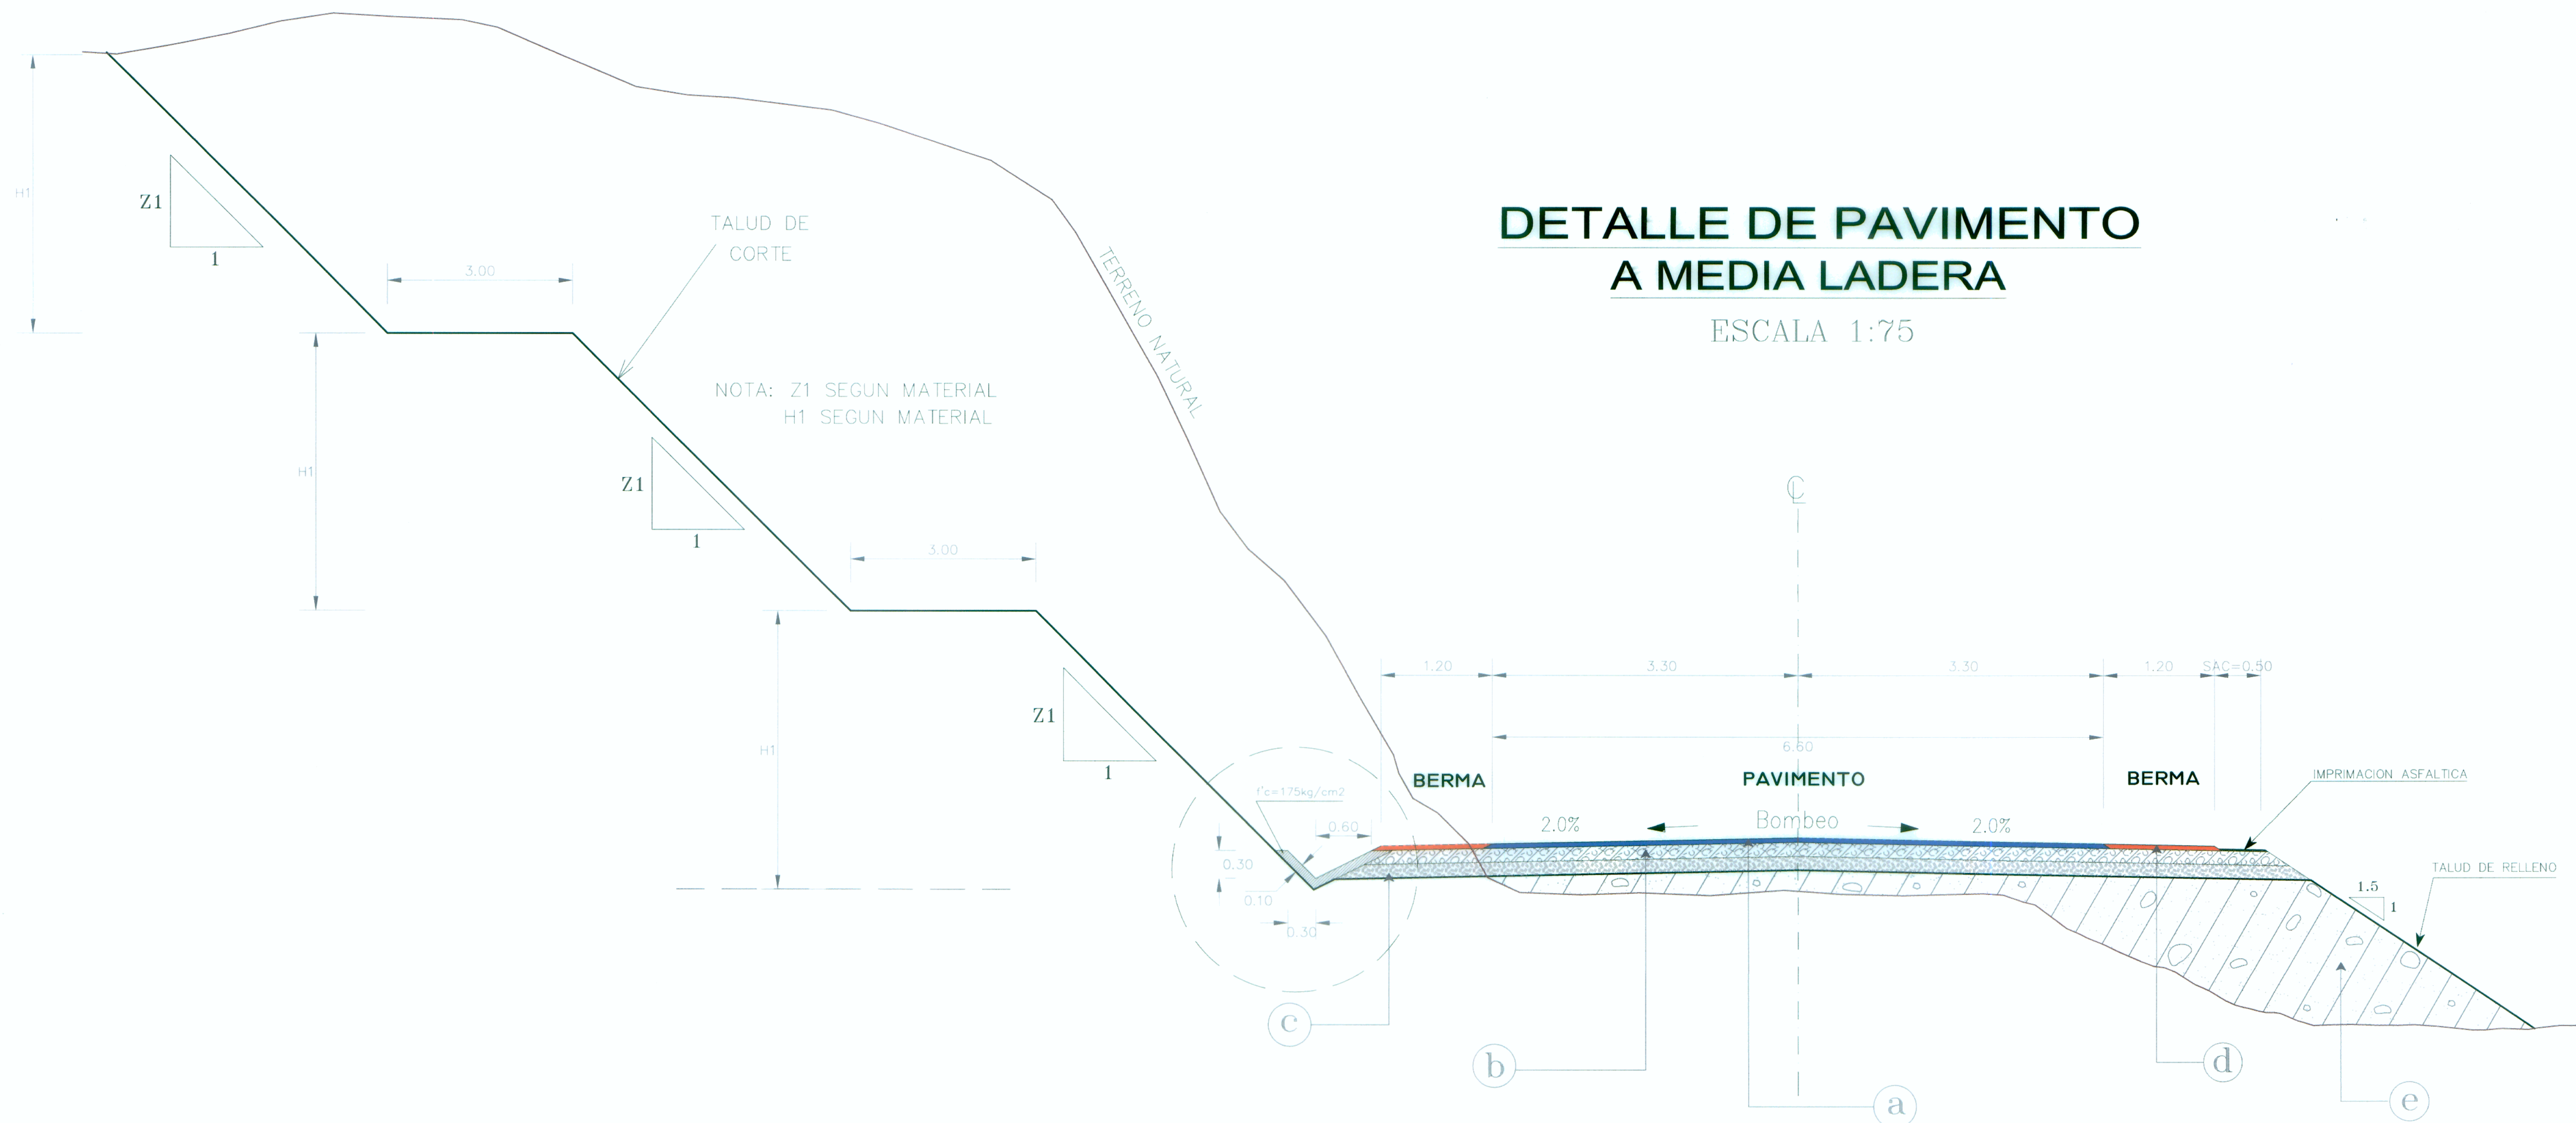 DETALLE DE PAVIMENTO
A MEDIA LADERA
ESCALA 1:75
H1
Z1
1
3.00
TALUD DE
CORTE
TERRENO NATURAL
NOTA: Z1 SEGUN MATERIAL
H1 SEGUN MATERIAL
H1
Z1
1
3.00
H1
Z1
1
℄
1.20
3.30
3.30
1.20
SAC=0.50
6.60
BERMA
PAVIMENTO
BERMA
IMPRIMACION ASFALTICA
f'c=175kg/cm2
0.60
2.0%
Bombeo
2.0%
0.30
0.10
0.30
TALUD DE RELLENO
1.5
1
c
b
a
d
e